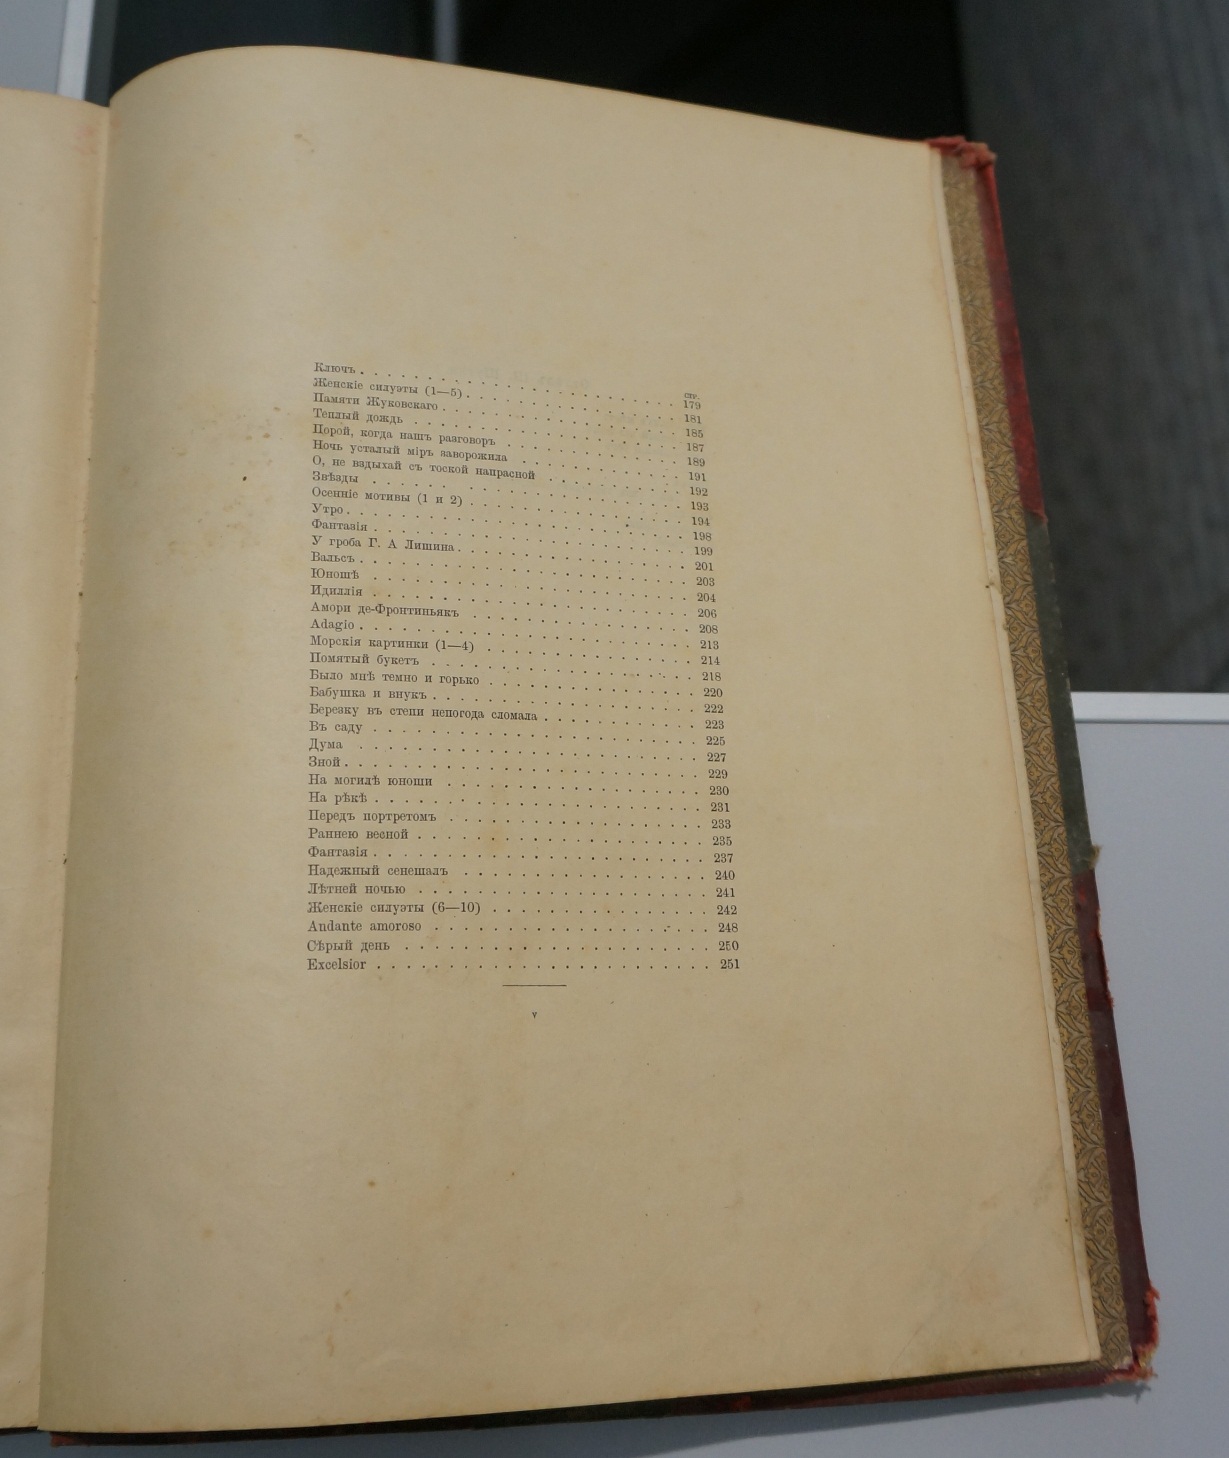 стр.
Ключъ . . . . . . . . . . . . . . . . . . . . . . 179
Женскіе силуэты (1—5) . . . . . . . . . . . . . . . 181
Памяти Жуковскаго . . . . . . . . . . . . . . . . 185
Теплый дождь . . . . . . . . . . . . . . . . . . 187
Порой, когда нашъ разговоръ . . . . . . . . . . . . 189
Ночь усталый міръ заворожила . . . . . . . . . . . 191
О, не вздыхай съ тоской напрасной . . . . . . . . . 192
Звѣзды . . . . . . . . . . . . . . . . . . . . . 193
Осенніе мотивы (1 и 2) . . . . . . . . . . . . . . 194
Утро . . . . . . . . . . . . . . . . . . . . . . . 198
Фантазія . . . . . . . . . . . . . . . . . . . . . 199
У гроба Г. А Лишина . . . . . . . . . . . . . . . . 201
Вальсъ . . . . . . . . . . . . . . . . . . . . . . 203
Юношѣ . . . . . . . . . . . . . . . . . . . . . . 204
Идиллія . . . . . . . . . . . . . . . . . . . . . 206
Амори де-Фронтиньякъ . . . . . . . . . . . . . . . 208
Adagio . . . . . . . . . . . . . . . . . . . . . . 213
Морскія картинки (1—4) . . . . . . . . . . . . . . 214
Помятый букетъ . . . . . . . . . . . . . . . . . . 218
Было мнѣ темно и горько . . . . . . . . . . . . . . 220
Бабушка и внукъ . . . . . . . . . . . . . . . . . . 222
Березку въ степи непогода сломала . . . . . . . . . 223
Въ саду . . . . . . . . . . . . . . . . . . . . . . 225
Дума . . . . . . . . . . . . . . . . . . . . . . . 227
Зной . . . . . . . . . . . . . . . . . . . . . . . . 229
На могилѣ юноши . . . . . . . . . . . . . . . . . 230
На рѣкѣ . . . . . . . . . . . . . . . . . . . . . . 231
Передъ портретомъ . . . . . . . . . . . . . . . . . 233
Раннею весной . . . . . . . . . . . . . . . . . . . 235
Фантазія . . . . . . . . . . . . . . . . . . . . . . 237
Надежный сенешалъ . . . . . . . . . . . . . . . . 240
Лѣтней ночью . . . . . . . . . . . . . . . . . . . 241
Женскіе силуэты (6—10) . . . . . . . . . . . . . . 242
Andante amoroso . . . . . . . . . . . . . . . . . . 248
Сѣрый день . . . . . . . . . . . . . . . . . . . . 250
Excelsior . . . . . . . . . . . . . . . . . . . . . . 251
v